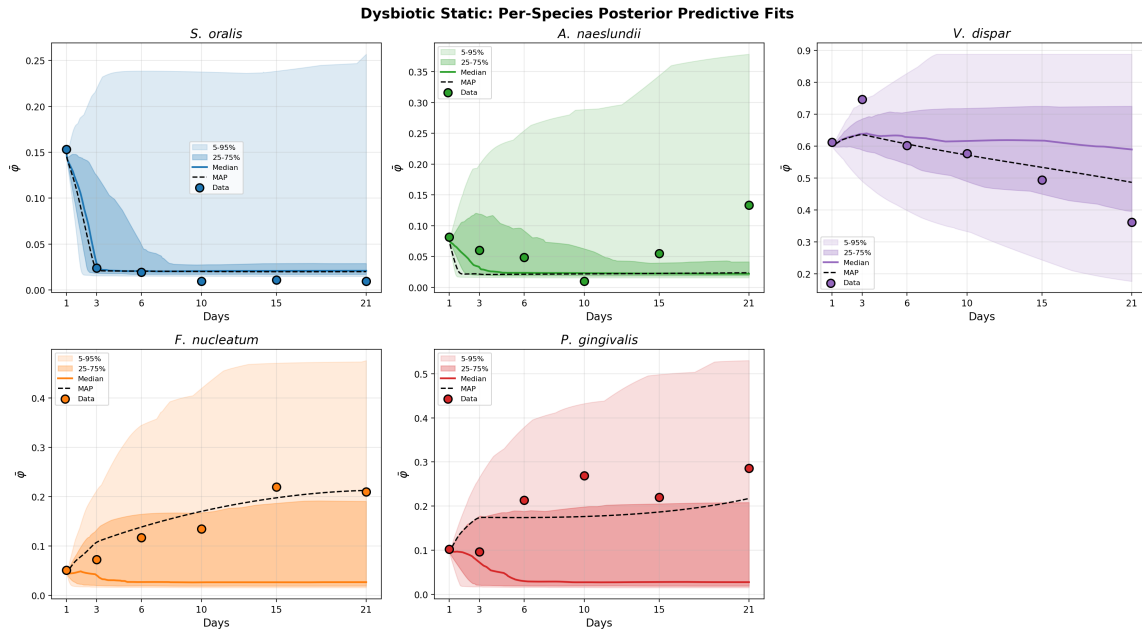 Dysbiotic Static: Per-Species Posterior Predictive Fits
S. oralis
0.25
0.20
0.15
0.10
0.05
0.00
φ̄
5-95%
25-75%
Median
MAP
Data
1 3 6 10 15 21
Days
A. naeslundii
0.35
0.30
0.25
0.20
0.15
0.10
0.05
0.00
φ̄
5-95%
25-75%
Median
MAP
Data
1 3 6 10 15 21
Days
V. dispar
0.9
0.8
0.7
0.6
0.5
0.4
0.3
0.2
φ̄
5-95%
25-75%
Median
MAP
Data
1 3 6 10 15 21
Days
F. nucleatum
0.4
0.3
0.2
0.1
0.0
φ̄
5-95%
25-75%
Median
MAP
Data
1 3 6 10 15 21
Days
P. gingivalis
0.5
0.4
0.3
0.2
0.1
0.0
φ̄
5-95%
25-75%
Median
MAP
Data
1 3 6 10 15 21
Days